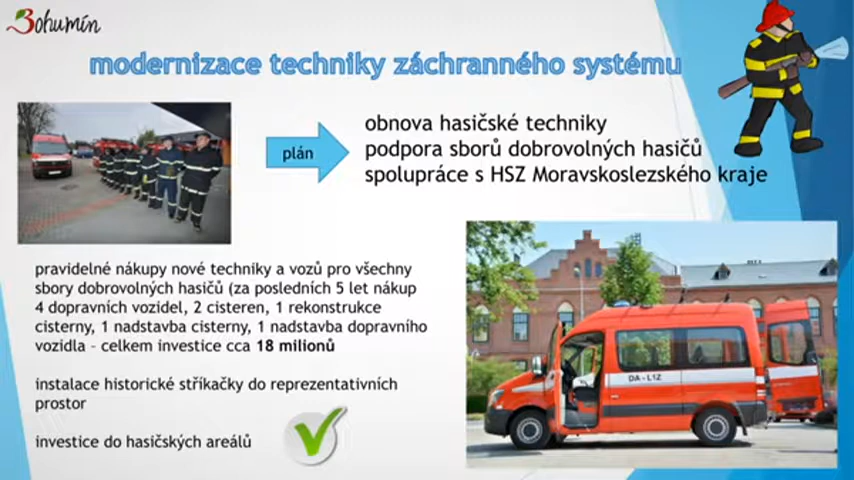 Bohumín
modernizace techniky záchranného systému
plán
obnova hasičské techniky
podpora sborů dobrovolných hasičů
spolupráce s HSZ Moravskoslezského kraje
pravidelné nákupy nové techniky a vozů pro všechny
sbory dobrovolných hasičů (za posledních 5 let nákup
4 dopravních vozidel, 2 cisteren, 1 rekonstrukce
cisterny, 1 nadstavba cisterny, 1 nadstavba dopravního
vozidla – celkem investice cca 18 milionů
instalace historické stříkačky do reprezentativních
prostor
investice do hasičských areálů
DA - L1Z